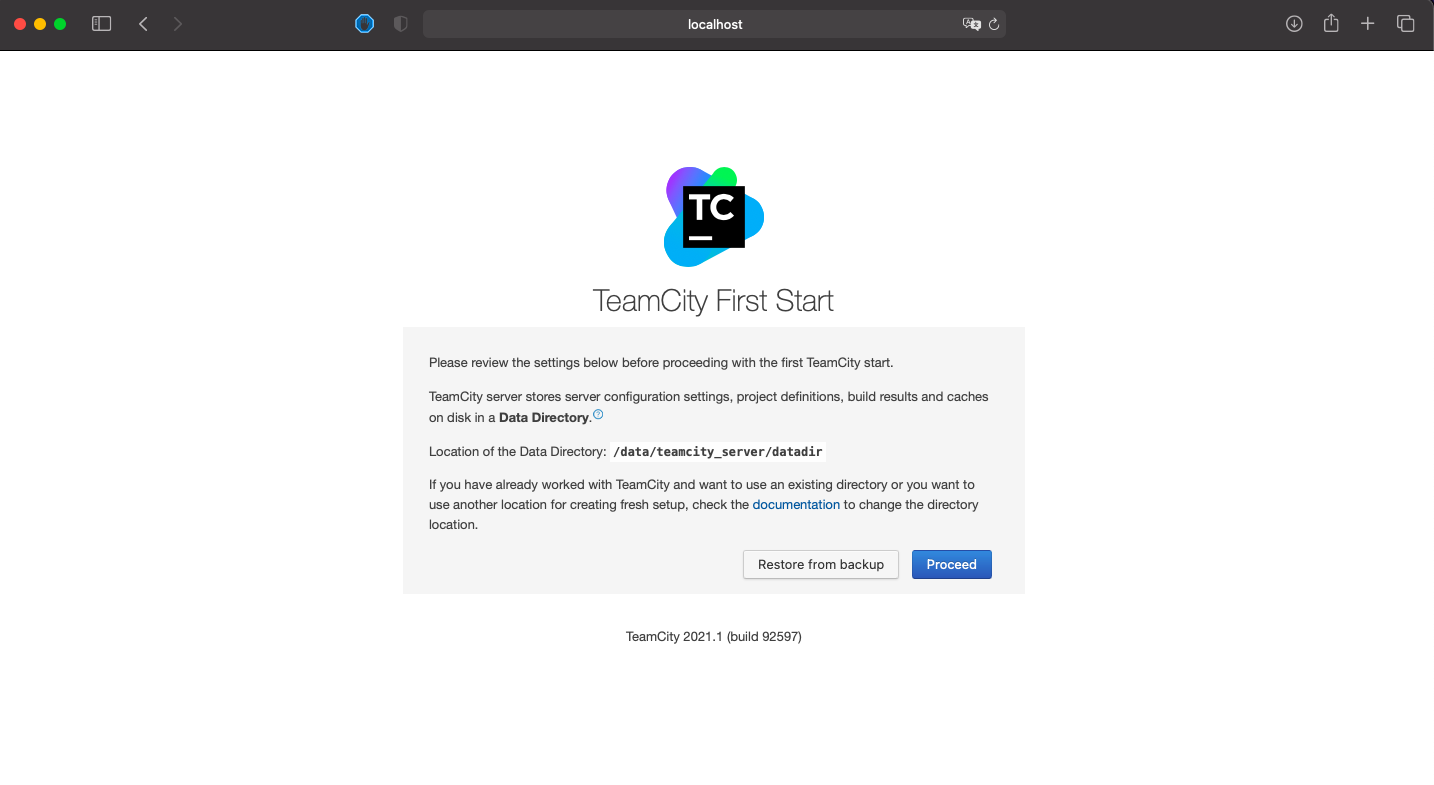 localhost
TC
TeamCity First Start
Please review the settings below before proceeding with the first TeamCity start.
TeamCity server stores server configuration settings, project definitions, build results and caches
on disk in a Data Directory.?
Location of the Data Directory: /data/teamcity_server/datadir
If you have already worked with TeamCity and want to use an existing directory or you want to
use another location for creating fresh setup, check the documentation to change the directory
location.
Restore from backup Proceed
TeamCity 2021.1 (build 92597)